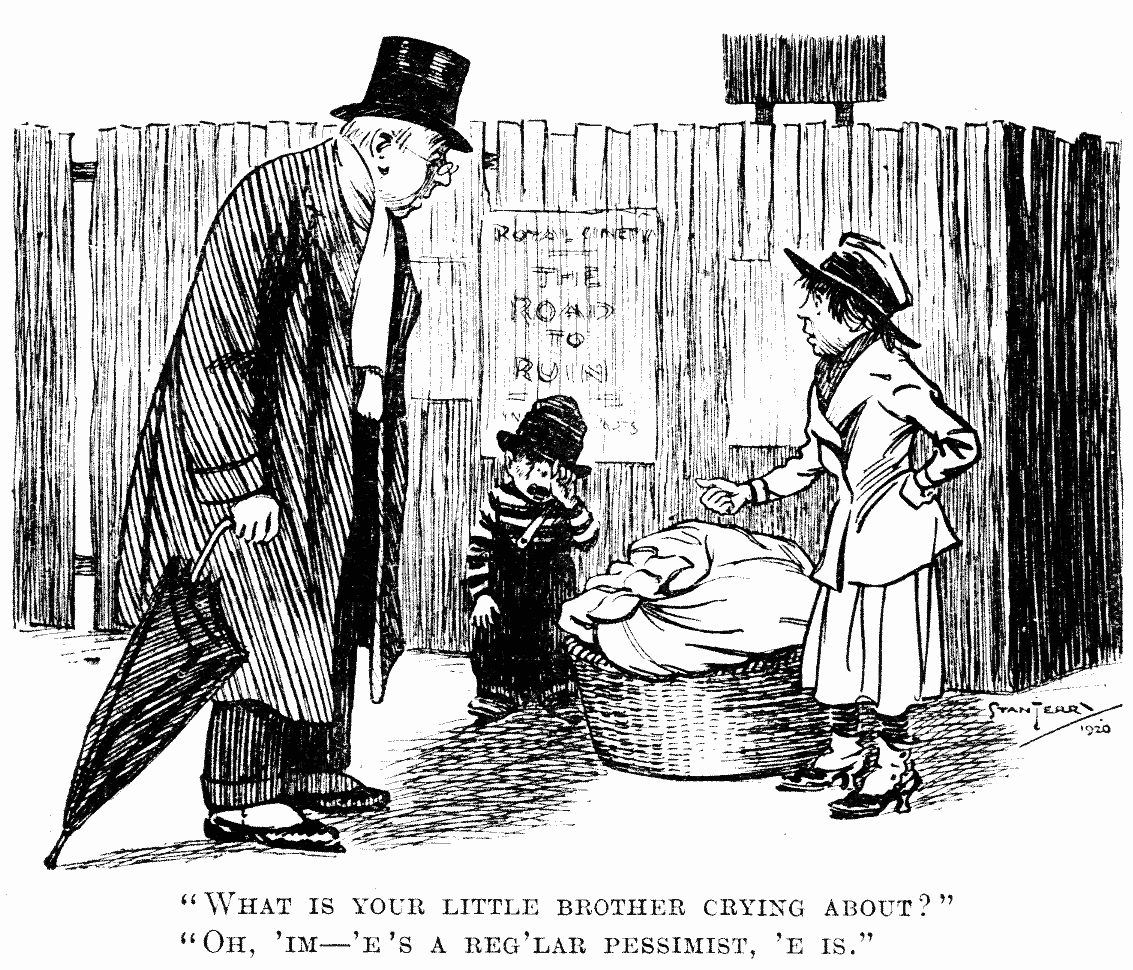 ROYAL CINEMA
THE
ROAD
TO
RUIN
STAN TERRY
1920
“WHAT IS YOUR LITTLE BROTHER CRYING ABOUT?”
“OH, ’IM—’E’S A REG’LAR PESSIMIST, ’E IS.”